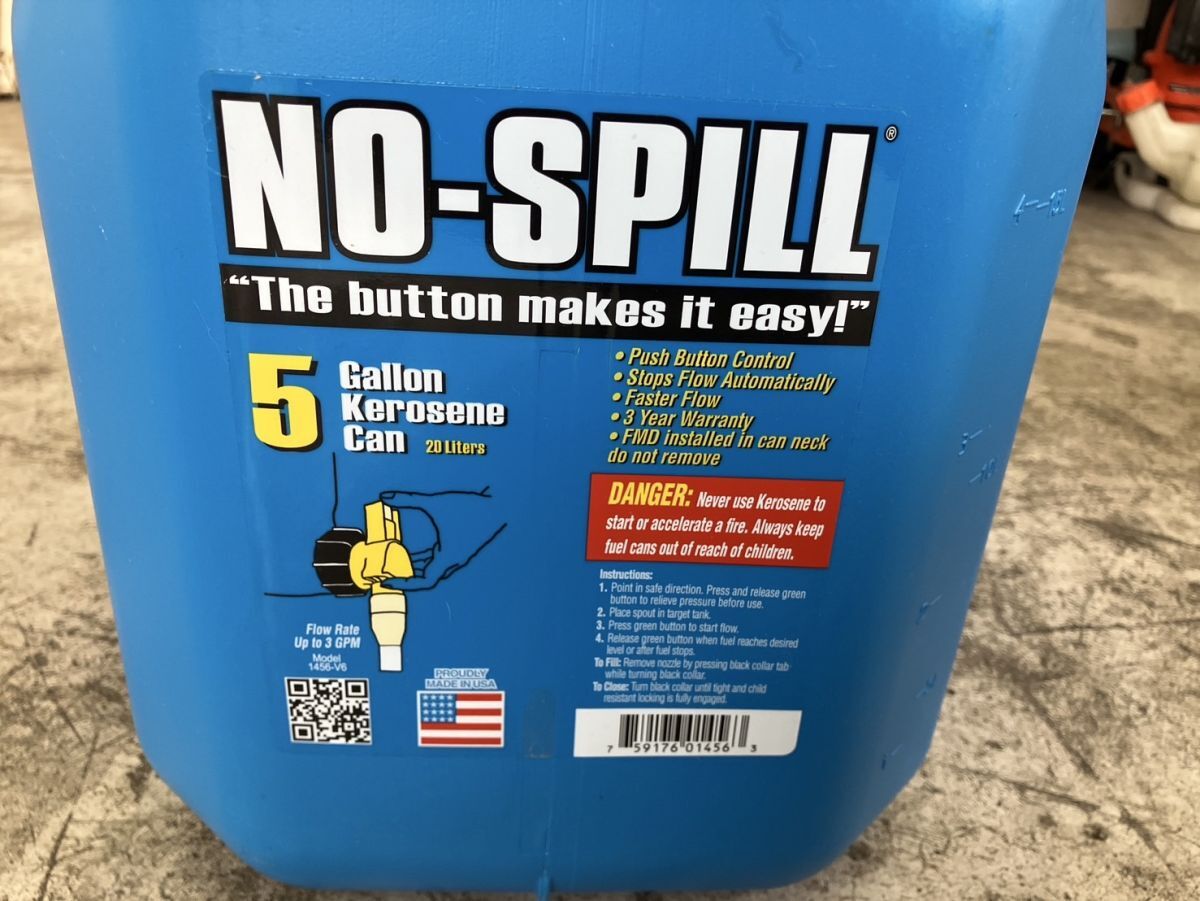 NO-SPILL®
“The button makes it easy!”
5 Gallon
Kerosene
Can 20 Liters
• Push Button Control
• Stops Flow Automatically
• Faster Flow
• 3 Year Warranty
• FMD installed in can neck
do not remove
DANGER: Never use Kerosene to
start or accelerate a fire. Always keep
fuel cans out of reach of children.
Instructions:
1. Point in safe direction. Press and release green
button to relieve pressure before use.
2. Place spout in target tank.
3. Press green button to start flow.
4. Release green button when fuel reaches desired
level or after fuel stops.
To Fill: Remove nozzle by pressing black collar tab
while turning black collar.
To Close: Turn black collar until tight and child
resistant locking is fully engaged.
Flow Rate
Up to 3 GPM
Model
1456-V6
PROUDLY
MADE IN USA
7 59176 01456 3